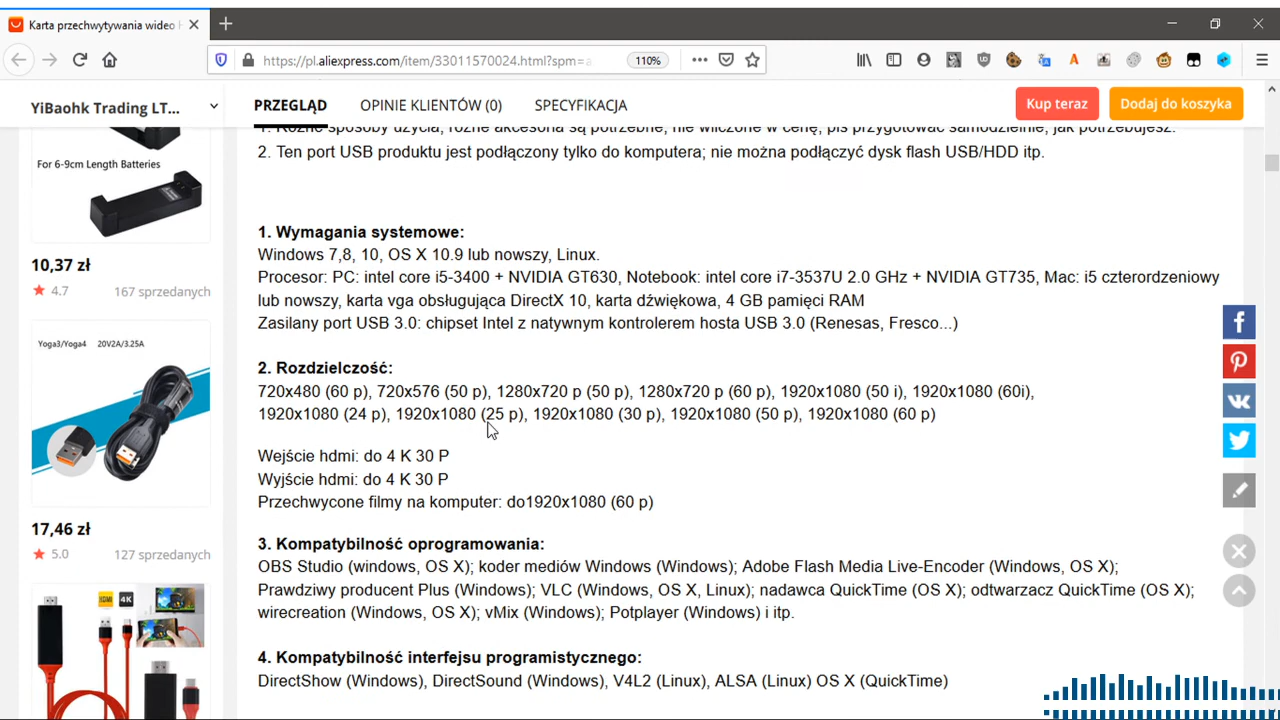 Karta przechwytywania wideo
https://pl.aliexpress.com/item/33011570024.html?spm=a
110%
YiBaohk Trading LT...
PRZEGLĄD
OPINIE KLIENTÓW (0)
SPECYFIKACJA
Kup teraz
Dodaj do koszyka
1. Różne sposoby użycia, różne akcesoria są potrzebne, nie wliczone w cenę, pls przygotować samodzielnie, jak potrzebujesz.
2. Ten port USB produktu jest podłączony tylko do komputera; nie można podłączyć dysk flash USB/HDD itp.
For 6-9cm Length Batteries
10,37 zł
4.7
167 sprzedanych
Yoga3/Yoga4 20V2A/3.25A
17,46 zł
5.0
127 sprzedanych
HDMI
4K
1. Wymagania systemowe:
Windows 7,8, 10, OS X 10.9 lub nowszy, Linux.
Procesor: PC: intel core i5-3400 + NVIDIA GT630, Notebook: intel core i7-3537U 2.0 GHz + NVIDIA GT735, Mac: i5 czterordzeniowy
lub nowszy, karta vga obsługująca DirectX 10, karta dźwiękowa, 4 GB pamięci RAM
Zasilany port USB 3.0: chipset Intel z natywnym kontrolerem hosta USB 3.0 (Renesas, Fresco...)
2. Rozdzielczość:
720x480 (60 p), 720x576 (50 p), 1280x720 p (50 p), 1280x720 p (60 p), 1920x1080 (50 i), 1920x1080 (60i),
1920x1080 (24 p), 1920x1080 (25 p), 1920x1080 (30 p), 1920x1080 (50 p), 1920x1080 (60 p)
Wejście hdmi: do 4 K 30 P
Wyjście hdmi: do 4 K 30 P
Przechwycone filmy na komputer: do1920x1080 (60 p)
3. Kompatybilność oprogramowania:
OBS Studio (windows, OS X); koder mediów Windows (Windows); Adobe Flash Media Live-Encoder (Windows, OS X);
Prawdziwy producent Plus (Windows); VLC (Windows, OS X, Linux); nadawca QuickTime (OS X); odtwarzacz QuickTime (OS X);
wirecreation (Windows, OS X); vMix (Windows); Potplayer (Windows) i itp.
4. Kompatybilność interfejsu programistycznego:
DirectShow (Windows), DirectSound (Windows), V4L2 (Linux), ALSA (Linux) OS X (QuickTime)